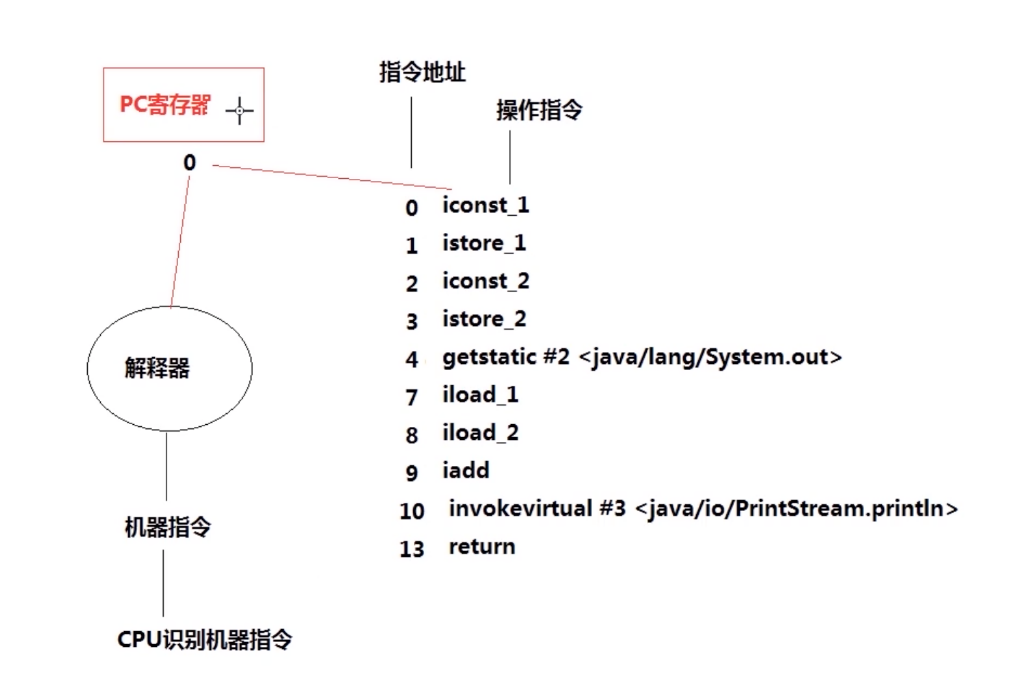 指令地址
PC寄存器
操作指令
0
0 iconst_1
1 istore_1
2 iconst_2
3 istore_2
4 getstatic #2 <java/lang/System.out>
解释器
7 iload_1
8 iload_2
9 iadd
10 invokevirtual #3 <java/io/PrintStream.println>
机器指令
13 return
CPU识别机器指令